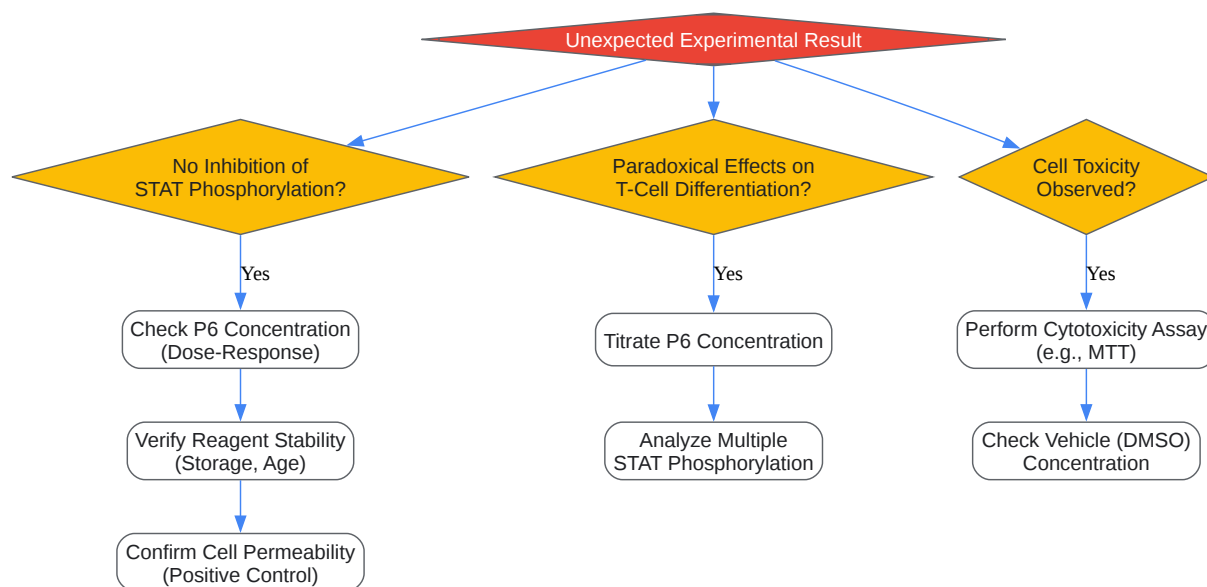 Unexpected Experimental Result
No Inhibition of
STAT Phosphorylation?
Paradoxical Effects on
T-Cell Differentiation?
Cell Toxicity
Observed?
Yes
Yes
Yes
Check P6 Concentration
(Dose-Response)
Titrate P6 Concentration
Perform Cytotoxicity Assay
(e.g., MTT)
Verify Reagent Stability
(Storage, Age)
Analyze Multiple
STAT Phosphorylation
Check Vehicle (DMSO)
Concentration
Confirm Cell Permeability
(Positive Control)